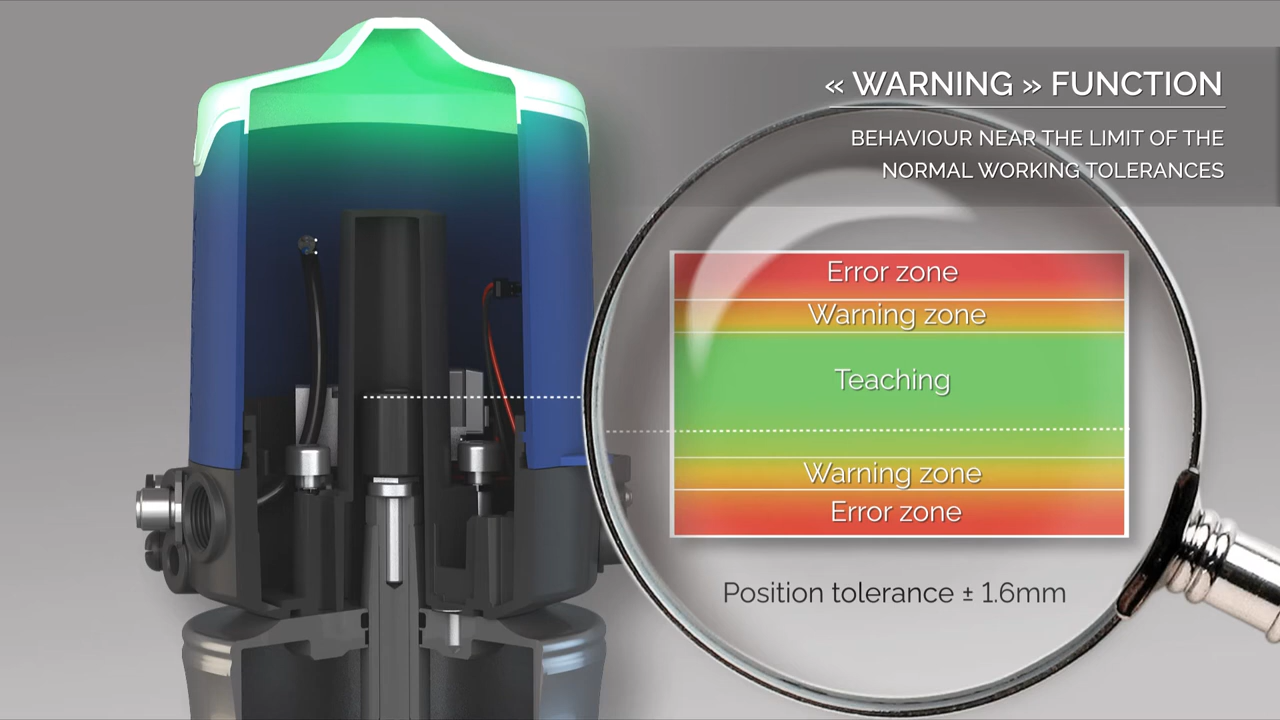 « WARNING » FUNCTION
BEHAVIOUR NEAR THE LIMIT OF THE
NORMAL WORKING TOLERANCES
Error zone
Warning zone
Teaching
Warning zone
Error zone
Position tolerance ± 1.6mm